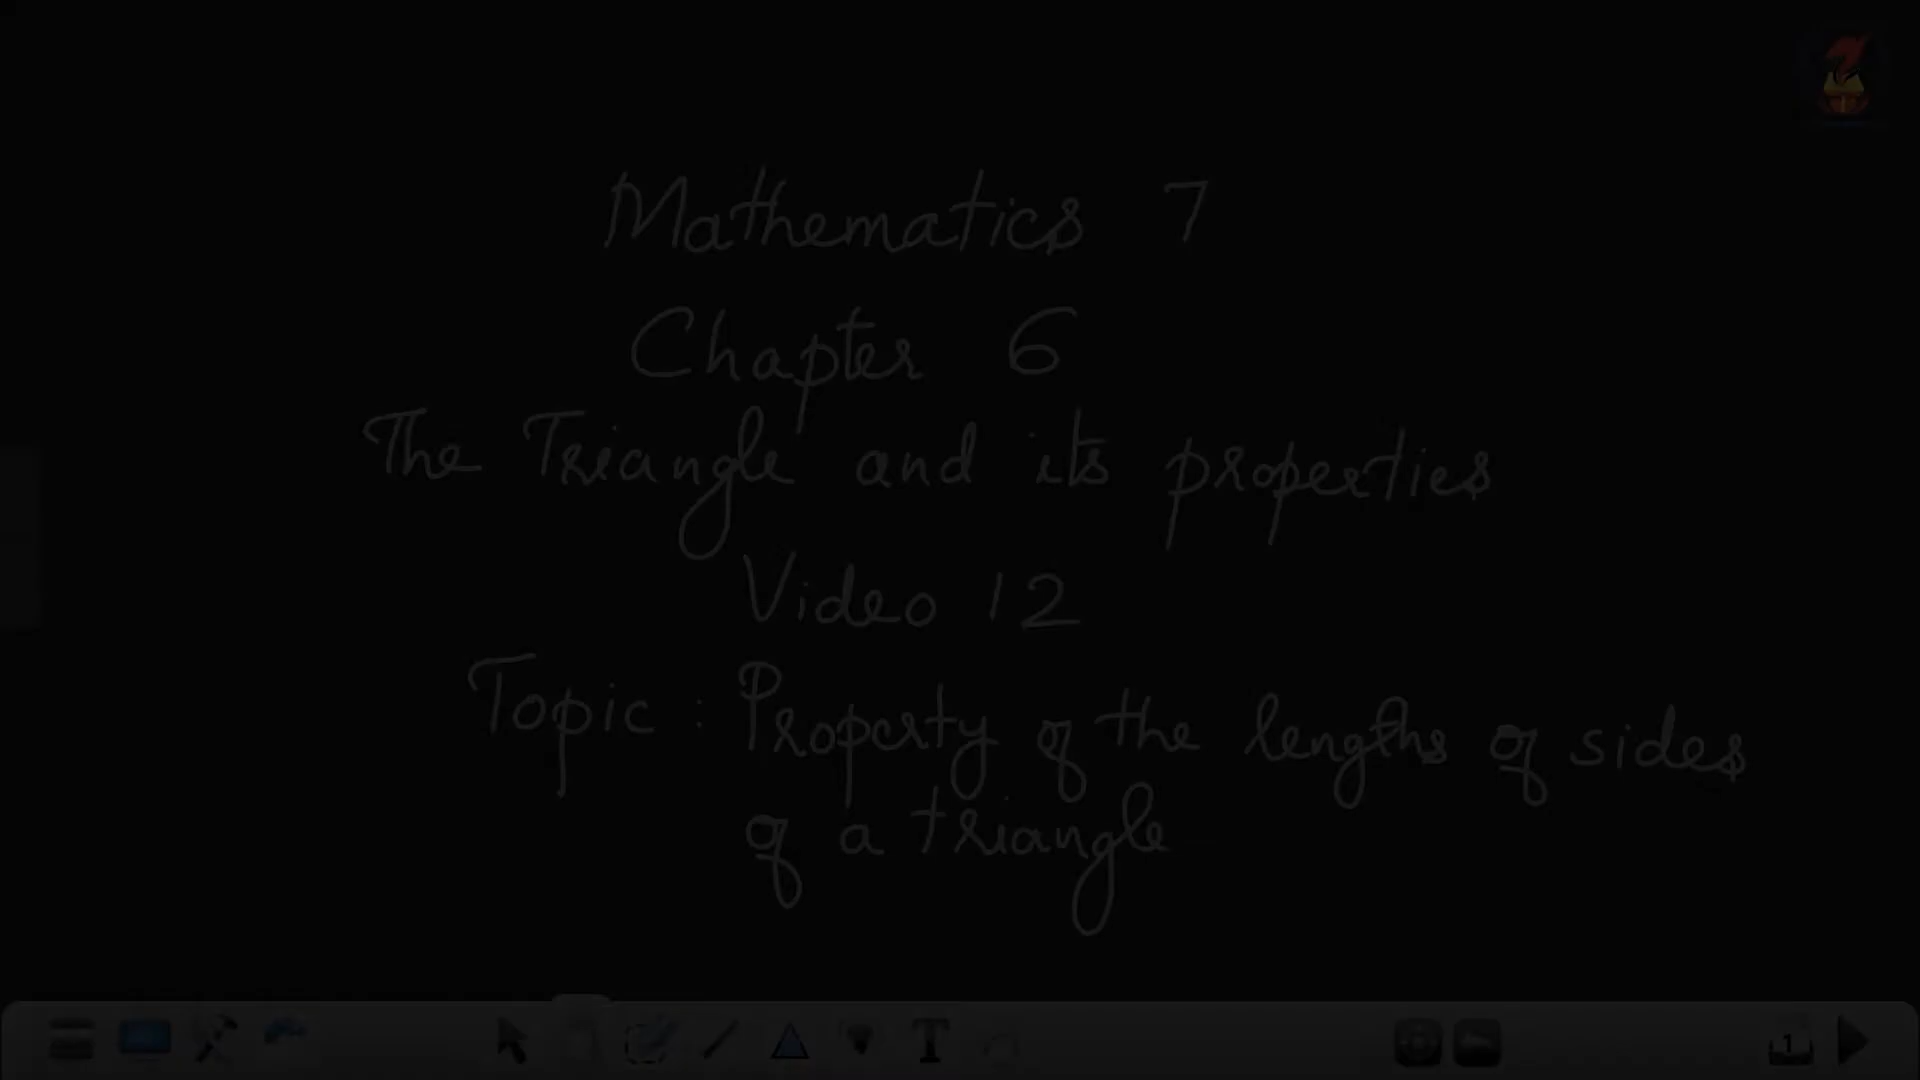 Mathematics 7
Chapter 6
The Triangle and its properties
Video 12
Topic : Property of the lengths of sides
of a triangle
T
1